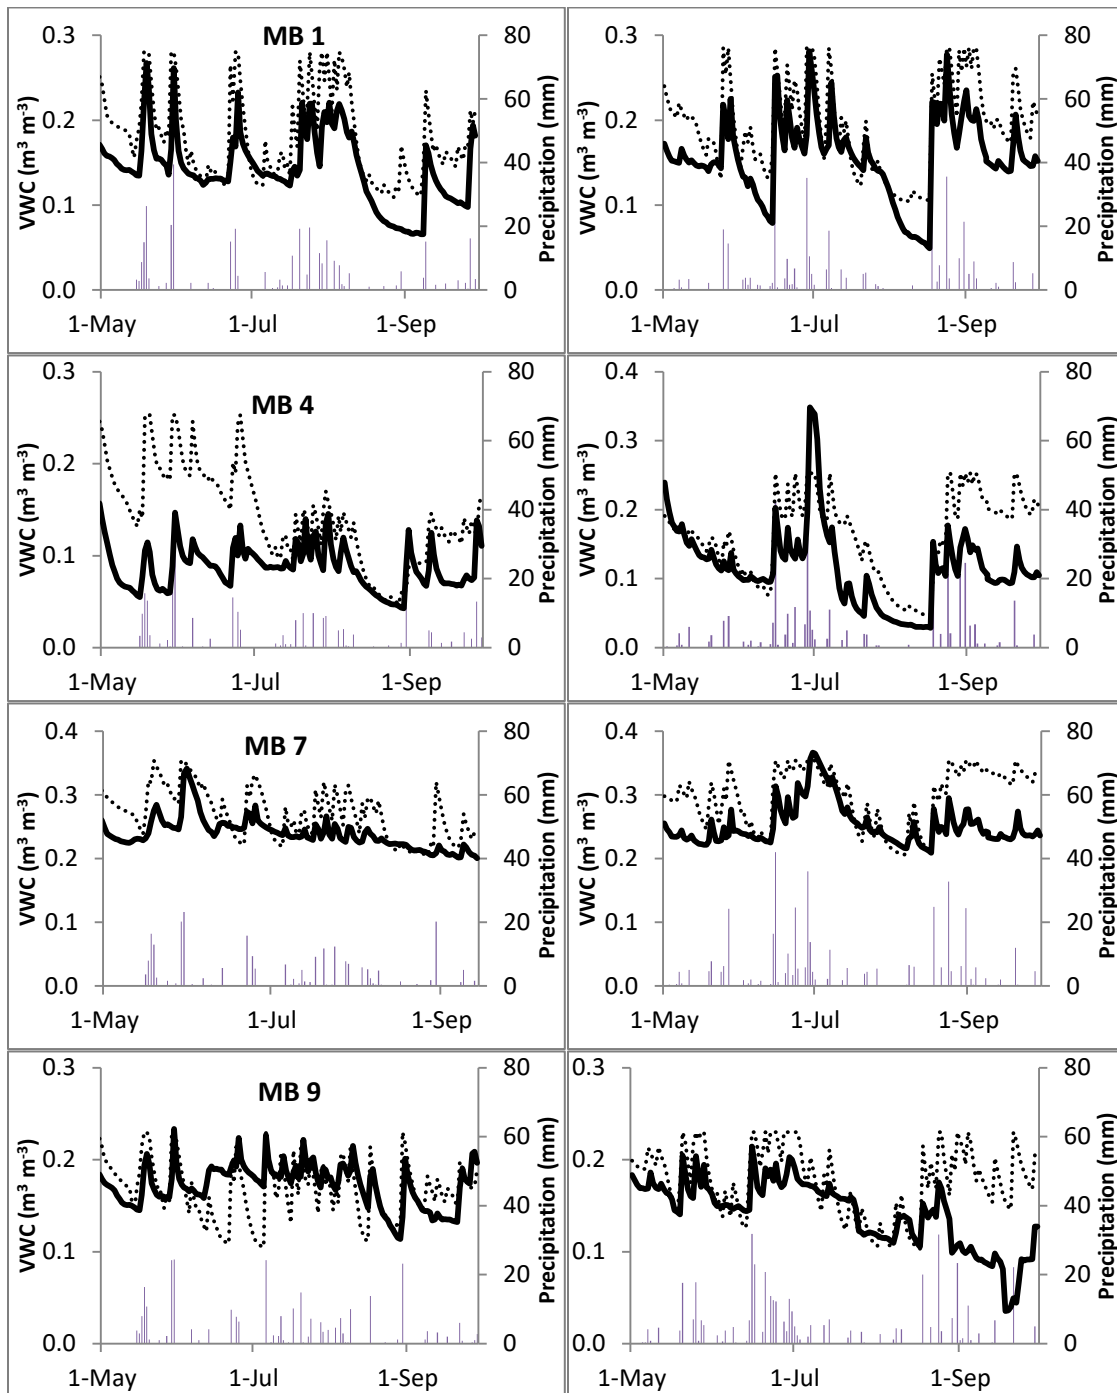 MB 1
0.3
0.2
0.1
0.0
VWC (m³ m⁻³)
80
60
40
20
0
Precipitation (mm)
1-May
1-Jul
1-Sep
0.3
0.2
0.1
0.0
VWC (m³ m⁻³)
80
60
40
20
0
Precipitation (mm)
1-May
1-Jul
1-Sep
MB 4
0.3
0.2
0.1
0.0
VWC (m³ m⁻³)
80
60
40
20
0
Precipitation (mm)
1-May
1-Jul
1-Sep
0.4
0.3
0.2
0.1
0.0
VWC (m³ m⁻³)
80
60
40
20
0
Precipitation (mm)
1-May
1-Jul
1-Sep
MB 7
0.4
0.3
0.2
0.1
0.0
VWC (m³ m⁻³)
80
60
40
20
0
Precipitation (mm)
1-May
1-Jul
1-Sep
0.4
0.3
0.2
0.1
0.0
VWC (m³ m⁻³)
80
60
40
20
0
Precipitation (mm)
1-May
1-Jul
1-Sep
MB 9
0.3
0.2
0.1
0.0
VWC (m³ m⁻³)
80
60
40
20
0
Precipitation (mm)
1-May
1-Jul
1-Sep
0.3
0.2
0.1
0.0
VWC (m³ m⁻³)
80
60
40
20
0
Precipitation (mm)
1-May
1-Jul
1-Sep